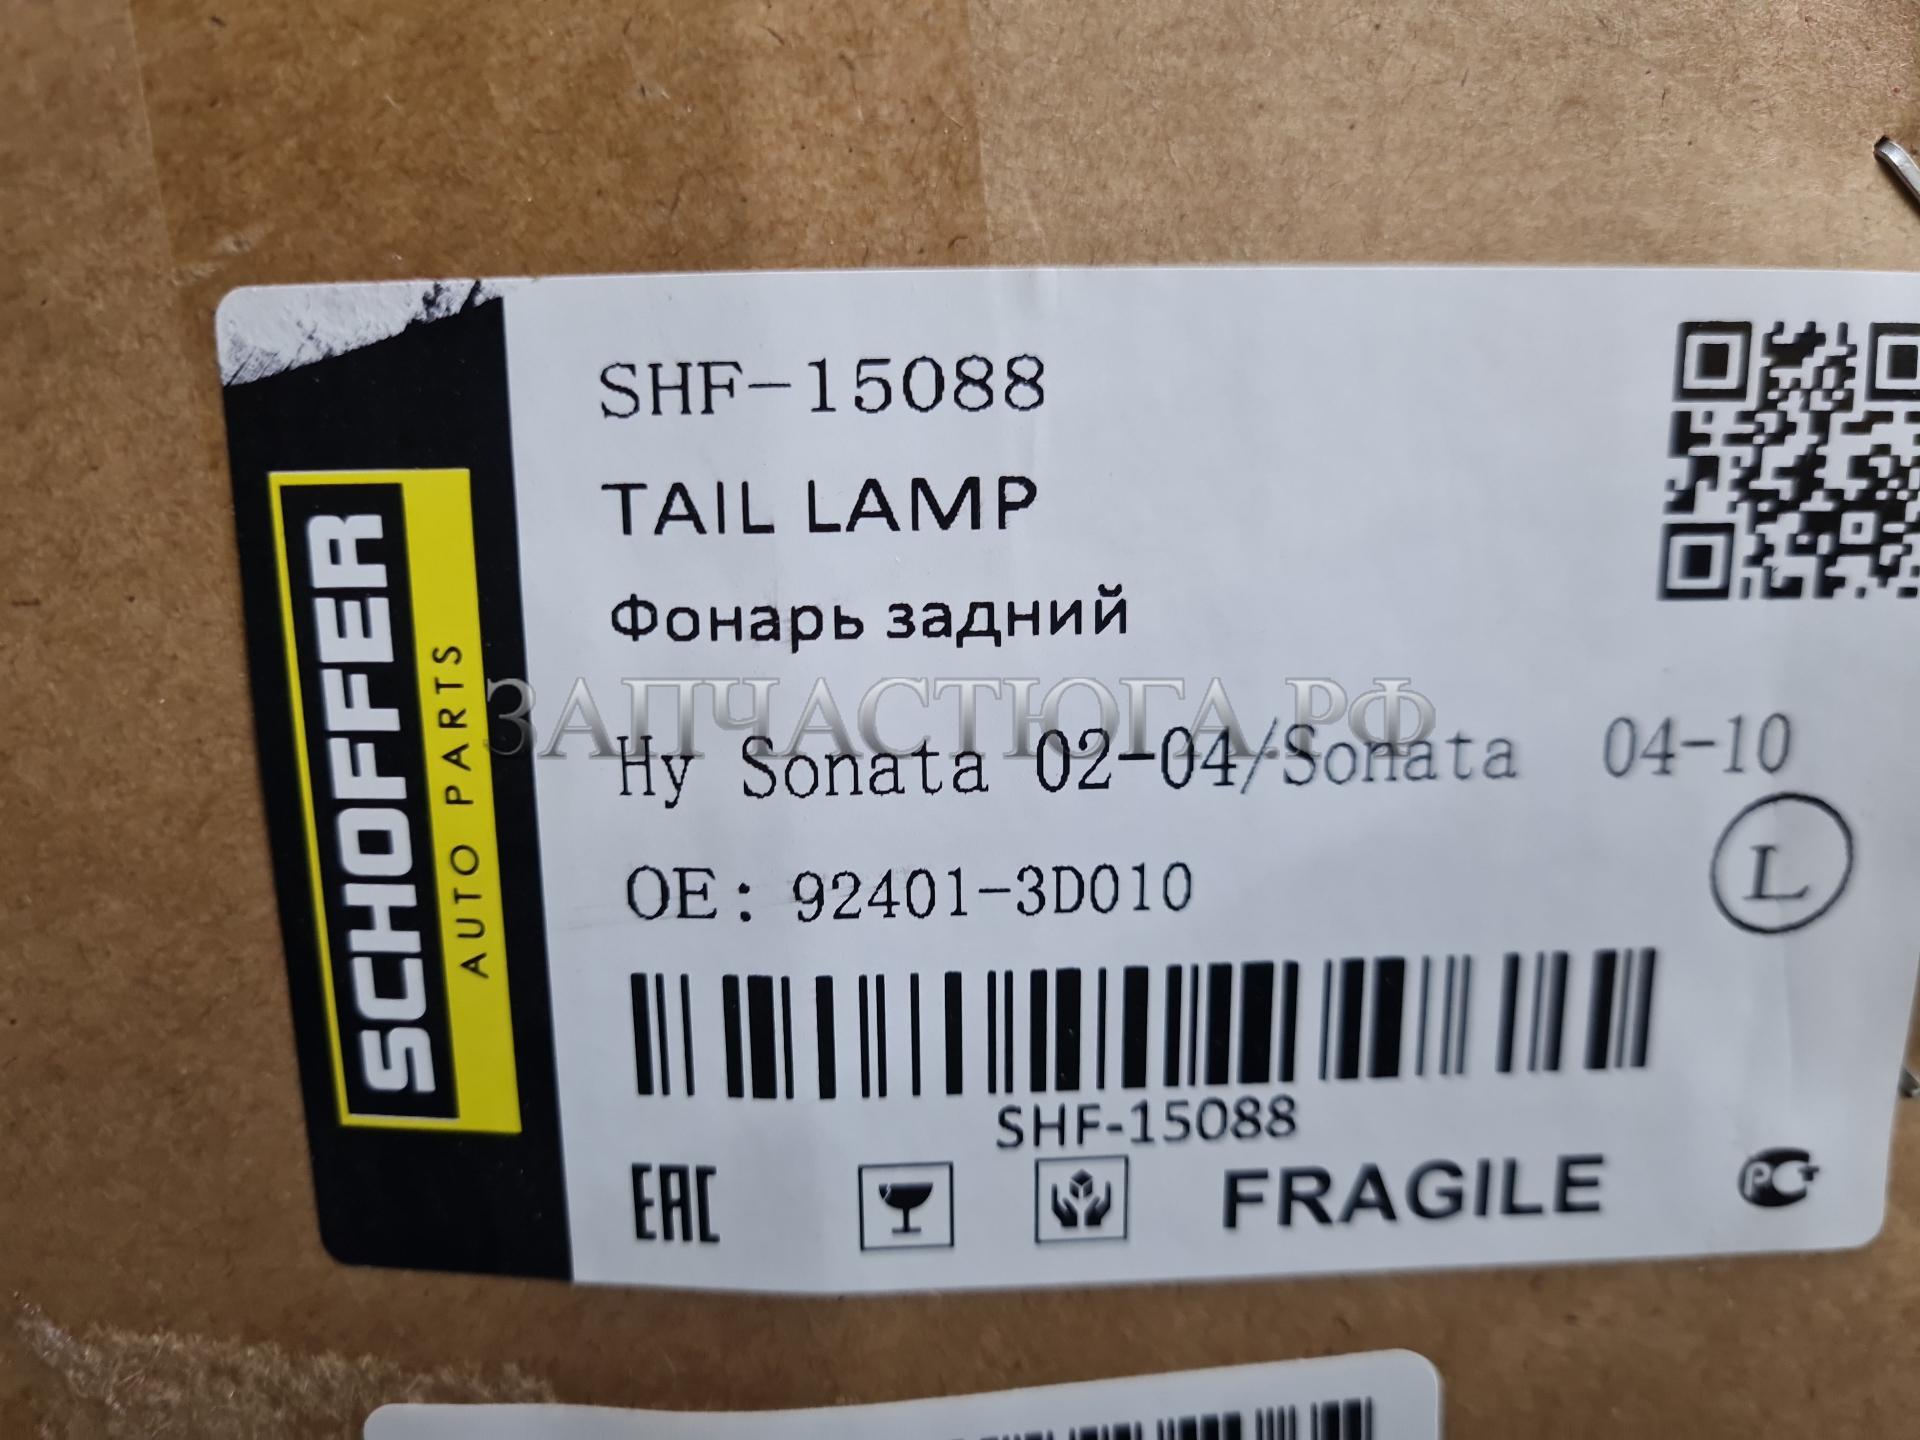 SHF-15088
TAIL LAMP
Фонарь задний
ЗАПЧАСТЮГА.РФ
Hy Sonata 02-04/Sonata 04-10
L
OE: 92401-3D010
SHF-15088
EAC
FRAGILE
РСТ
SCHOFFER
AUTO PARTS